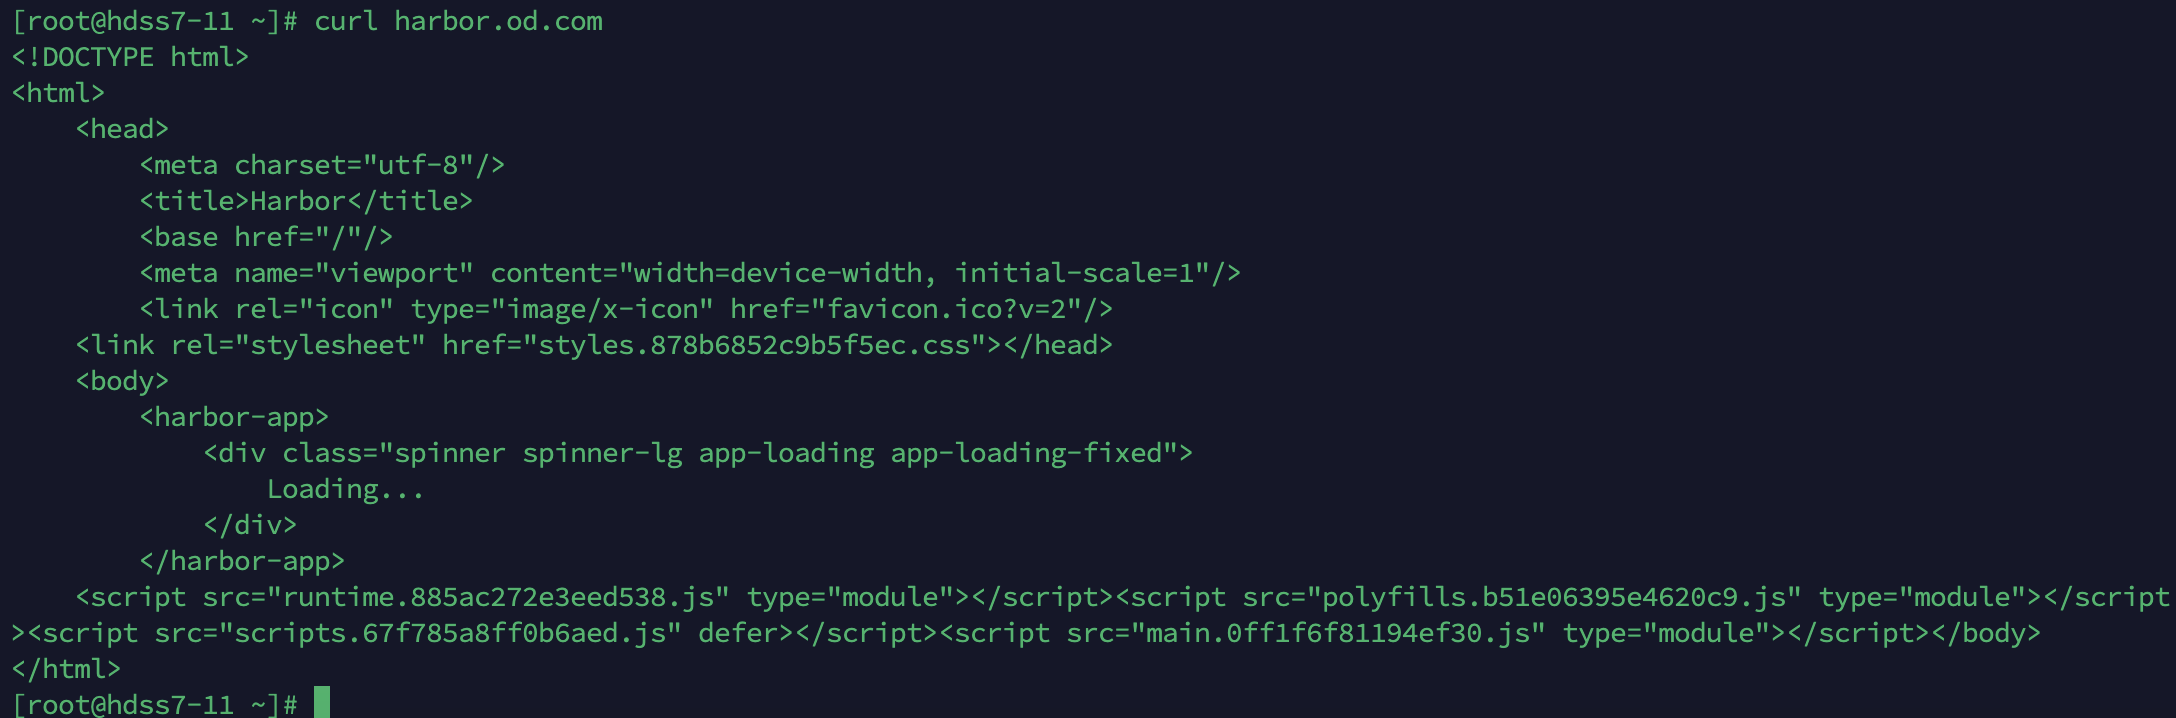 [root@hdss7-11 ~]# curl harbor.od.com
<!DOCTYPE html>
<html>
    <head>
        <meta charset="utf-8"/>
        <title>Harbor</title>
        <base href="/"/>
        <meta name="viewport" content="width=device-width, initial-scale=1"/>
        <link rel="icon" type="image/x-icon" href="favicon.ico?v=2"/>
    <link rel="stylesheet" href="styles.878b6852c9b5f5ec.css"></head>
    <body>
        <harbor-app>
            <div class="spinner spinner-lg app-loading app-loading-fixed">
                Loading...
            </div>
        </harbor-app>
    <script src="runtime.885ac272e3eed538.js" type="module"></script><script src="polyfills.b51e06395e4620c9.js" type="module"></script
><script src="scripts.67f785a8ff0b6aed.js" defer></script><script src="main.0ff1f6f81194ef30.js" type="module"></script></body>
</html>
[root@hdss7-11 ~]#